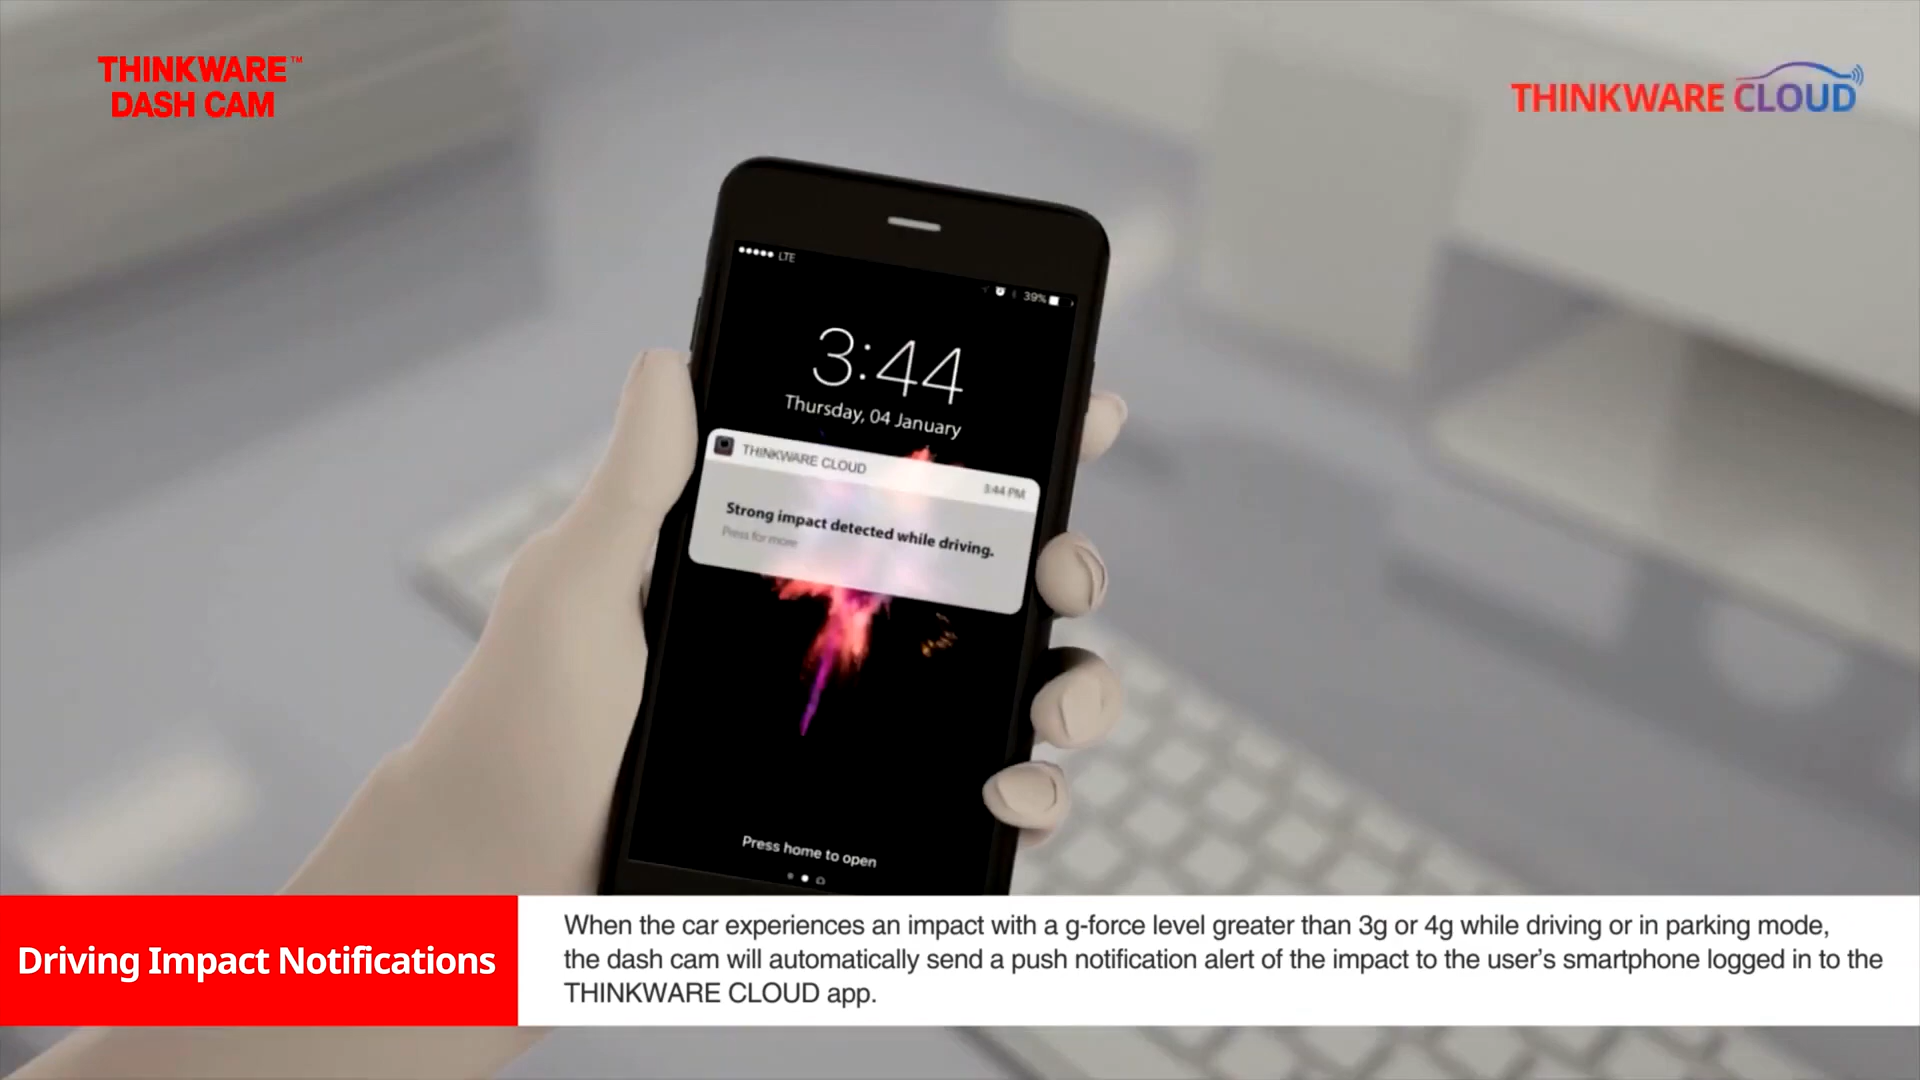 THINKWARE™
DASH CAM
THINKWARE CLOUD
LTE
39%
3:44
Thursday, 04 January
THINKWARE CLOUD
3:44 PM
Strong impact detected while driving.
Press for more
Press home to open
Driving Impact Notifications
When the car experiences an impact with a g-force level greater than 3g or 4g while driving or in parking mode,
the dash cam will automatically send a push notification alert of the impact to the user’s smartphone logged in to the
THINKWARE CLOUD app.